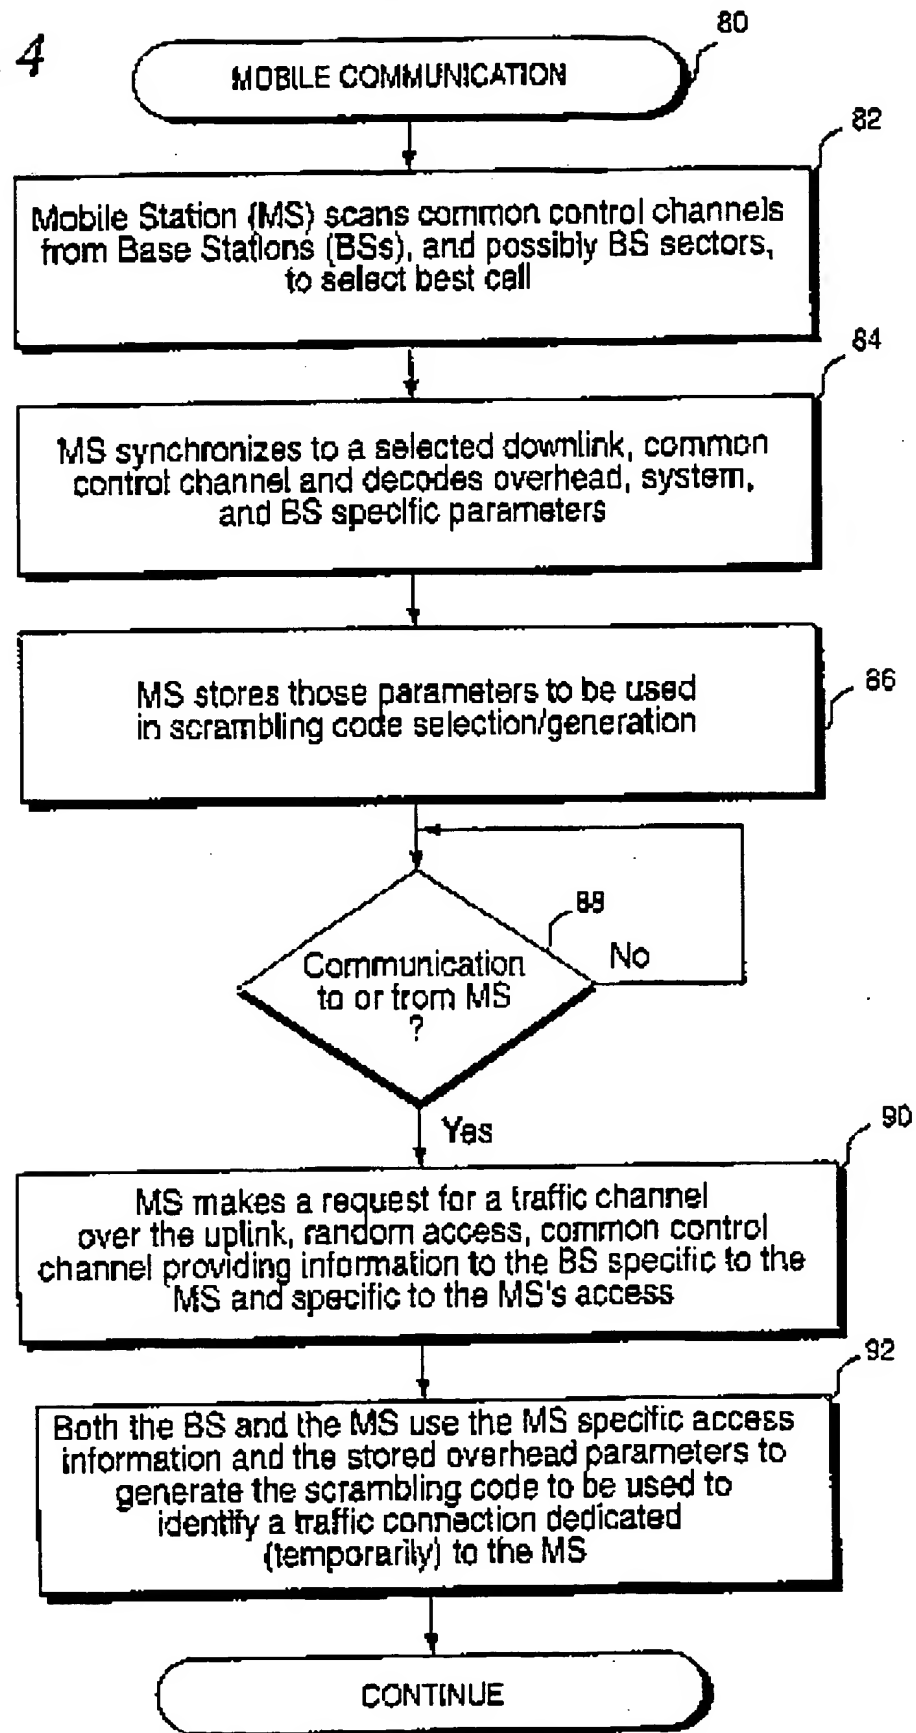 4
80
MOBILE COMMUNICATION
82
Mobile Station (MS) scans common control channels
from Base Stations (BSs), and possibly BS sectors,
to select best cell
84
MS synchronizes to a selected downlink, common
control channel and decodes overhead, system,
and BS specific parameters
86
MS stores those parameters to be used
in scrambling code selection/generation
88
Communication
to or from MS
?
No
Yes
90
MS makes a request for a traffic channel
over the uplink, random access, common control
channel providing information to the BS specific to the
MS and specific to the MS's access
92
Both the BS and the MS use the MS specific access
information and the stored overhead parameters to
generate the scrambling code to be used to
identify a traffic connection dedicated
(temporarily) to the MS
CONTINUE